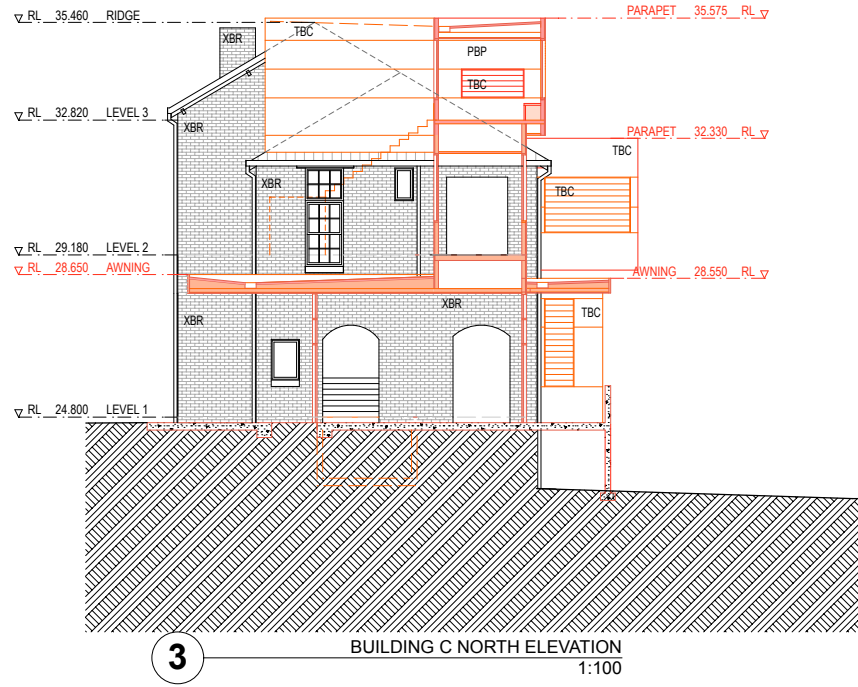 RL 35.460 RIDGE
PARAPET 35.575 RL
XBR
TBC
PBP
TBC
RL 32.820 LEVEL 3
XBR
PARAPET 32.330 RL
TBC
XBR
TBC
RL 29.180 LEVEL 2
RL 28.650 AWNING
AWNING 28.550 RL
XBR
XBR
TBC
RL 24.800 LEVEL 1
3
BUILDING C NORTH ELEVATION
1:100